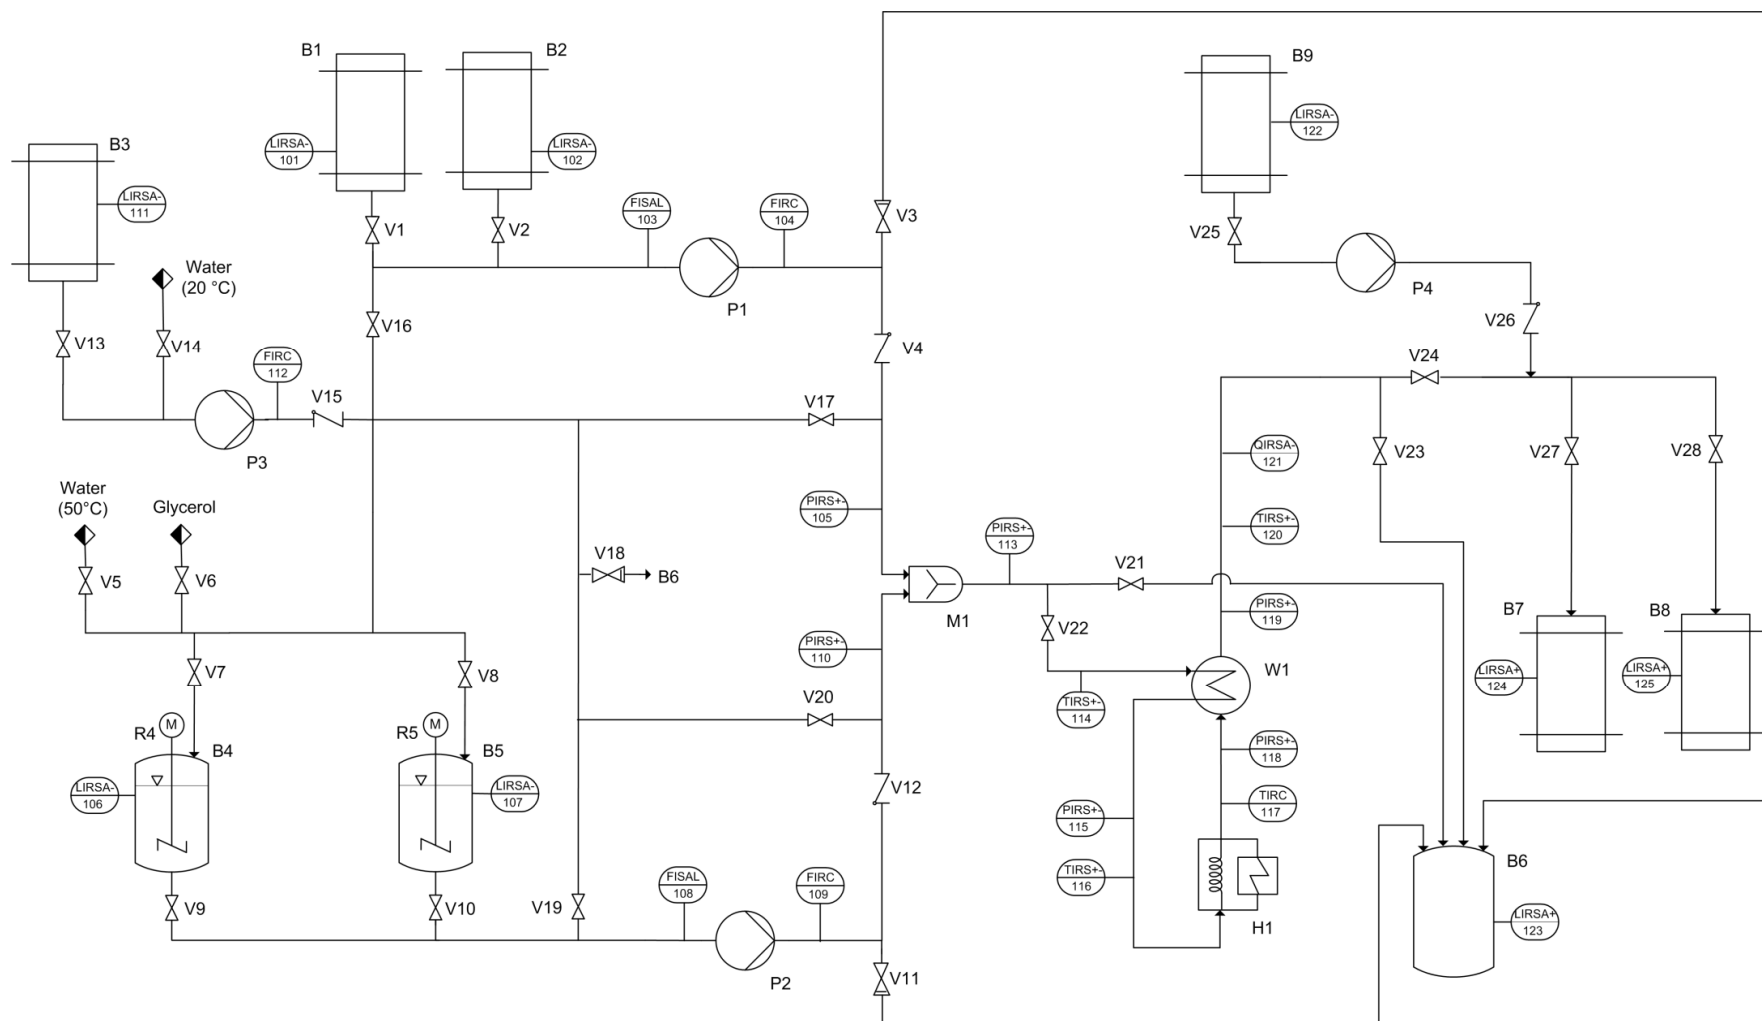 B1
B2
B9
LIRSA-
122
B3
LIRSA-
101
LIRSA-
102
LIRSA-
111
FISAL
103
FIRC
104
V3
V1
V2
V25
Water
(20 °C)
P1
P4
V16
V26
V13
V14
FIRC
112
V4
V24
V15
V17
P3
QIRSA-
121
V23
V27
V28
Water
(50°C)
Glycerol
PIRS+-
105
TIRS+-
120
PIRS+-
113
V5
V6
V18
B6
V21
M1
PIRS+-
119
B7
B8
V22
PIRS+-
110
V7
V8
W1
LIRSA+
124
LIRSA+
125
TIRS+-
114
V20
R4
M
R5
M
B4
B5
PIRS+-
118
V12
LIRSA-
106
LIRSA-
107
TIRC
117
PIRS+-
115
B6
TIRS+-
116
FISAL
108
FIRC
109
V9
V10
V19
H1
LIRSA+
123
P2
V11